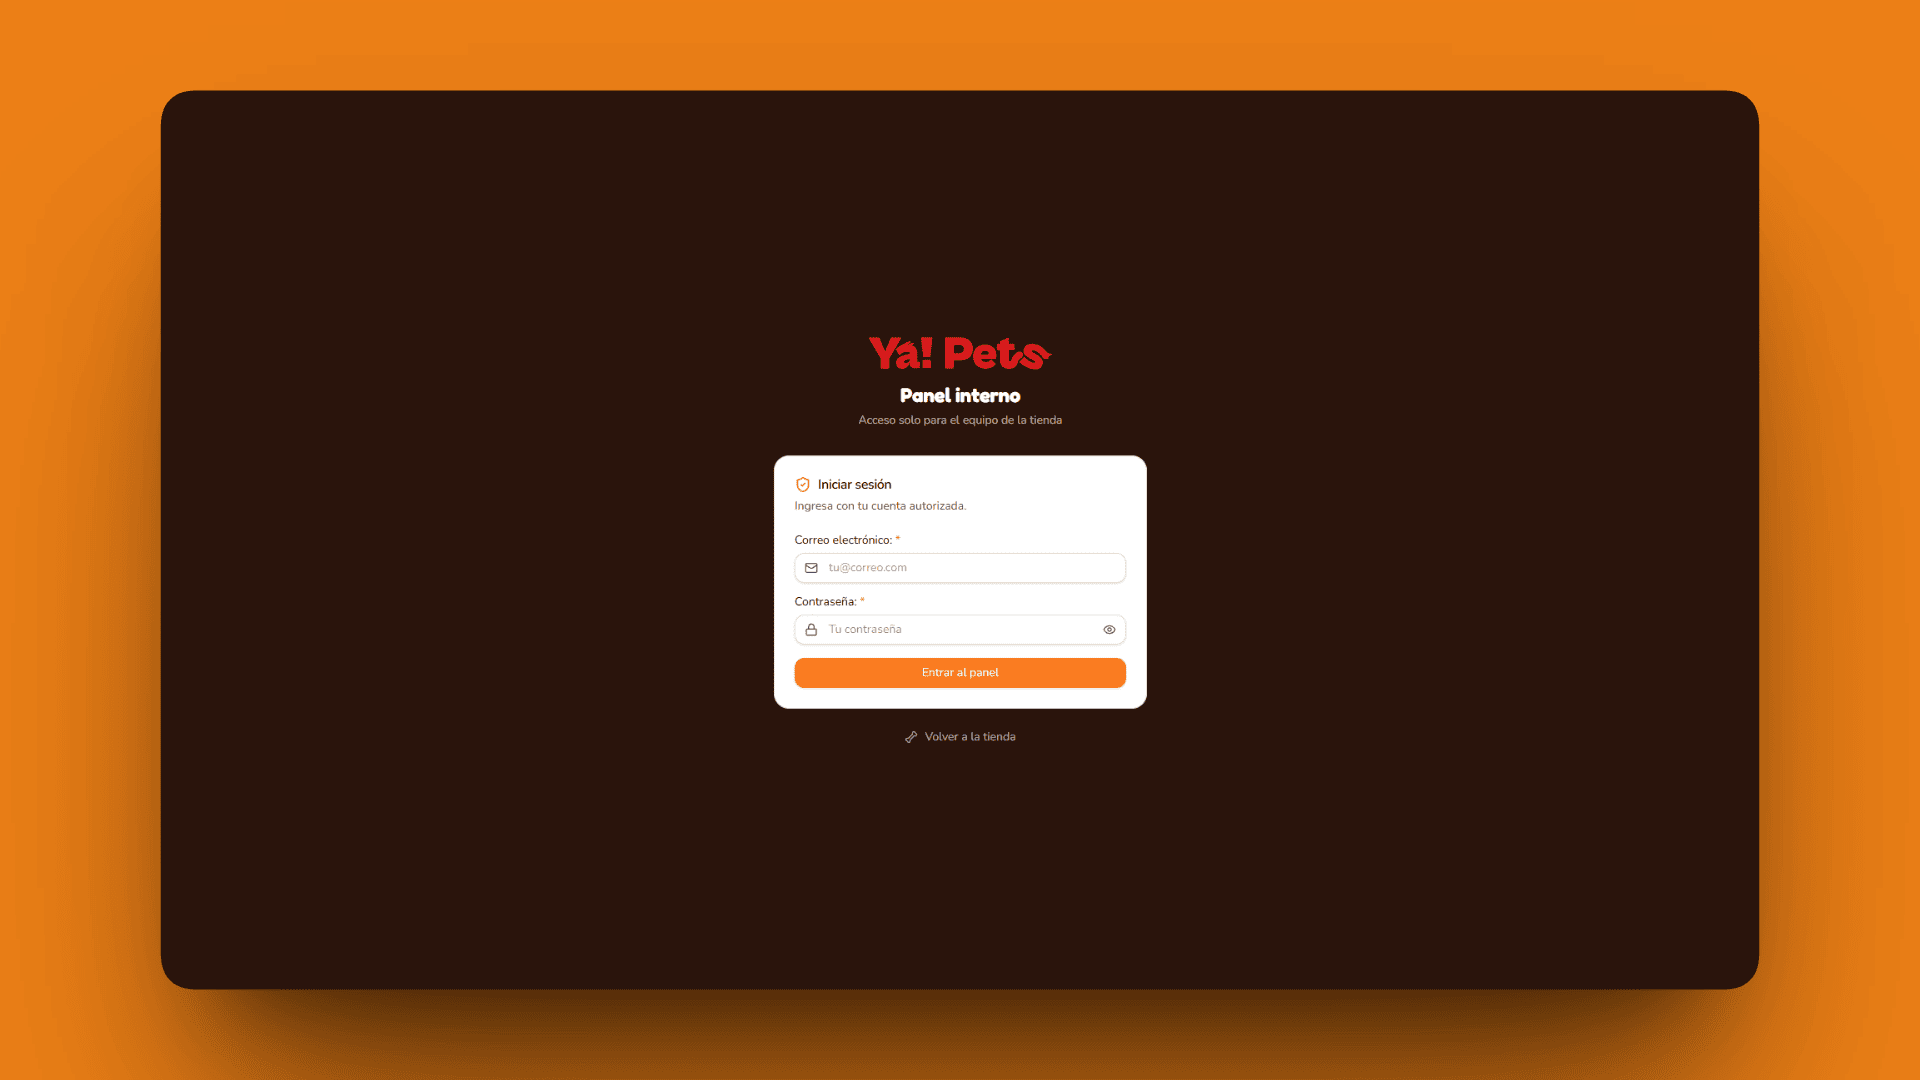 Ya! Pets
Panel interno
Acceso solo para el equipo de la tienda
Iniciar sesión
Ingresa con tu cuenta autorizada.
Correo electrónico: *
tu@correo.com
Contraseña: *
Tu contraseña
Entrar al panel
Volver a la tienda